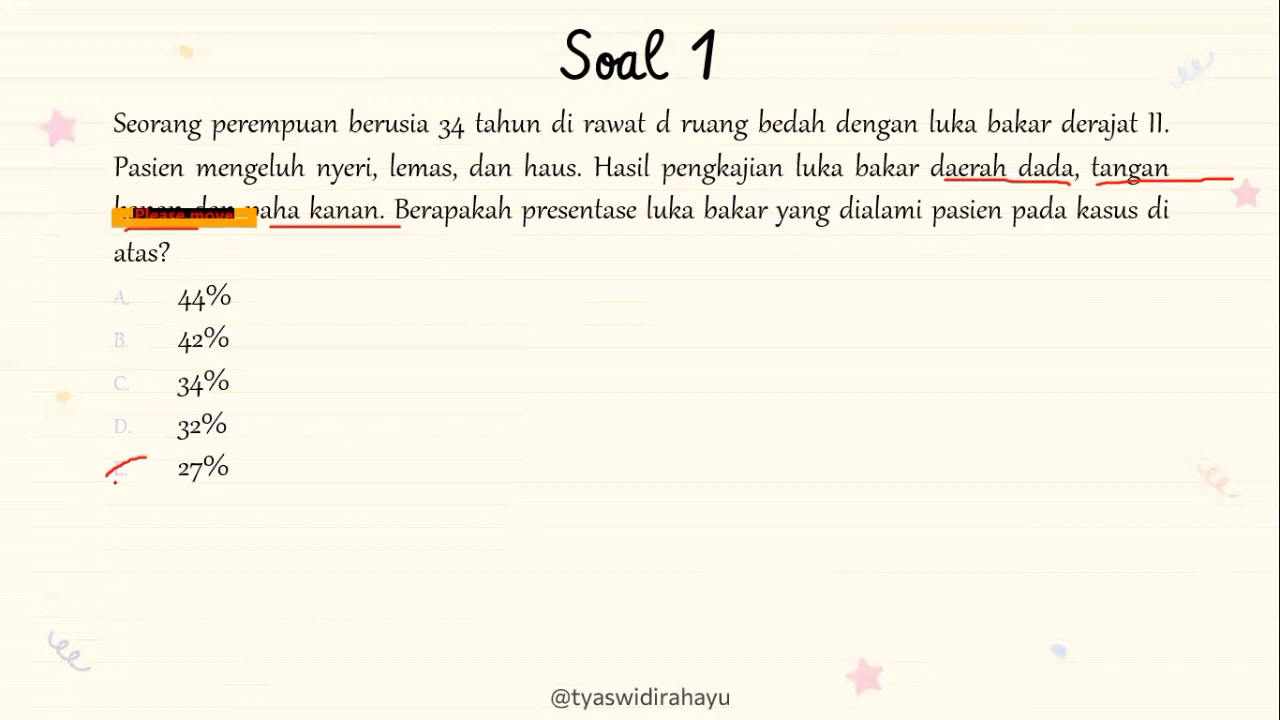 Soal 1
Seorang perempuan berusia 34 tahun di rawat d ruang bedah dengan luka bakar derajat II.
Pasien mengeluh nyeri, lemas, dan haus. Hasil pengkajian luka bakar daerah dada, tangan
Please move paha kanan. Berapakah presentase luka bakar yang dialami pasien pada kasus di
atas?
A. 44%
B. 42%
C. 34%
D. 32%
E. 27%
@tyaswidirahayu